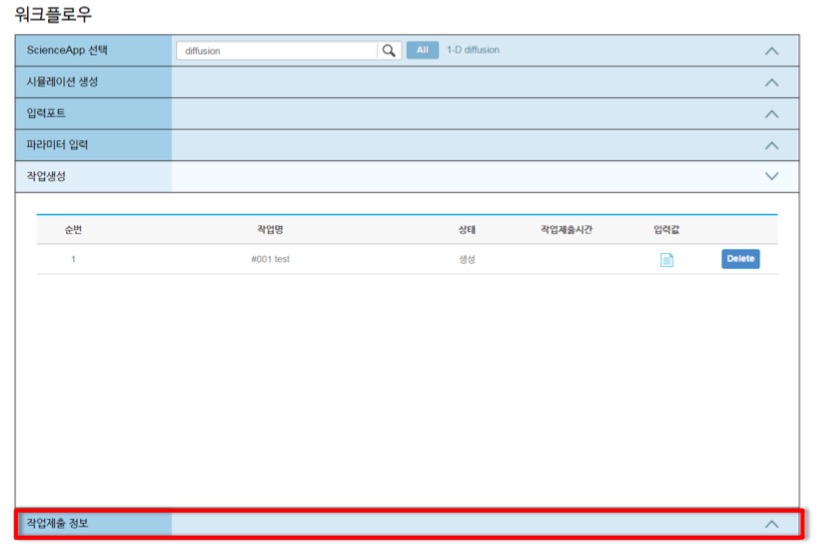 워크플로우
ScienceApp 선택 diffusion All 1-D diffusion
시뮬레이션 생성
입력포트
파라미터 입력
작업생성
순번 작업명 상태 작업제출시간 입력값
1 #001 test 생성 Delete
작업제출 정보